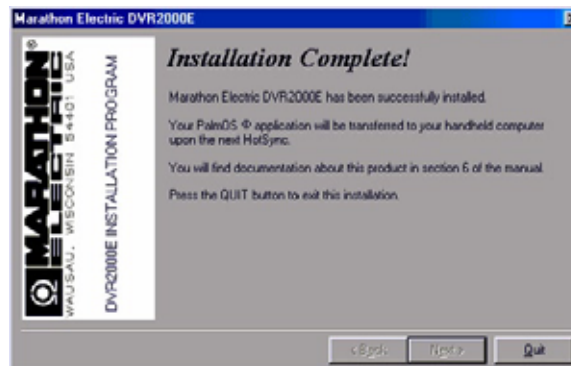 Marathon Electric DVR2000E
MARATHON®
ELECTRIC
WAUSAU, WISCONSIN 54401 USA
DVR2000E INSTALLATION PROGRAM
Installation Complete!
Marathon Electric DVR2000E has been successfully installed.
Your PalmOS ® application will be transferred to your handheld computer
upon the next HotSync.
You will find documentation about this product in section 6 of the manual.
Press the QUIT button to exit this installation.
< Back
Next >
Quit